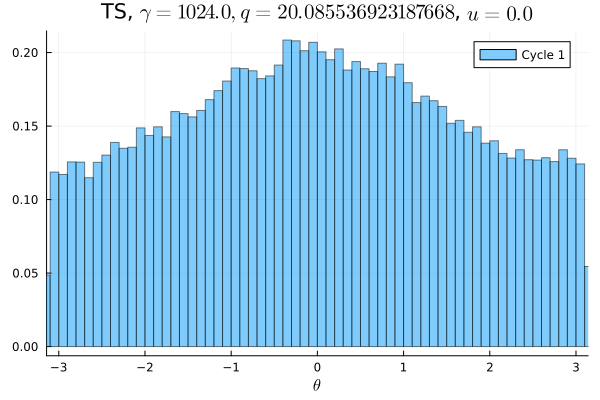 TS, γ = 1024.0, q = 20.085536923187668, u = 0.0
Cycle 1
0.20
0.15
0.10
0.05
0.00
−3 −2 −1 0 1 2 3
θ